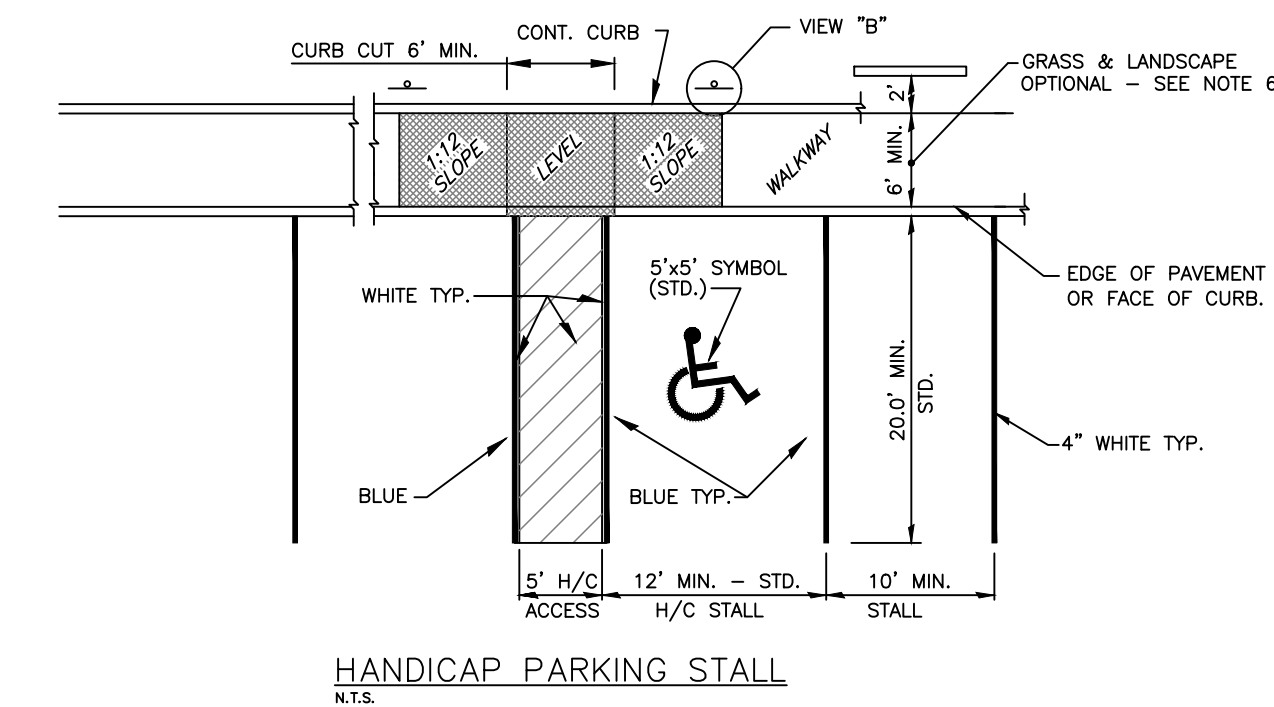 VIEW "B"
CONT. CURB
CURB CUT 6' MIN.
GRASS & LANDSCAPE
OPTIONAL – SEE NOTE 6
2'
6' MIN.
1:12
SLOPE
LEVEL
1:12
SLOPE
WALKWAY
5'x5' SYMBOL
(STD.)
EDGE OF PAVEMENT
OR FACE OF CURB.
WHITE TYP.
20.0' MIN.
STD.
4" WHITE TYP.
BLUE
BLUE TYP.
5' H/C
ACCESS
12' MIN. – STD.
H/C STALL
10' MIN.
STALL
HANDICAP PARKING STALL
N.T.S.